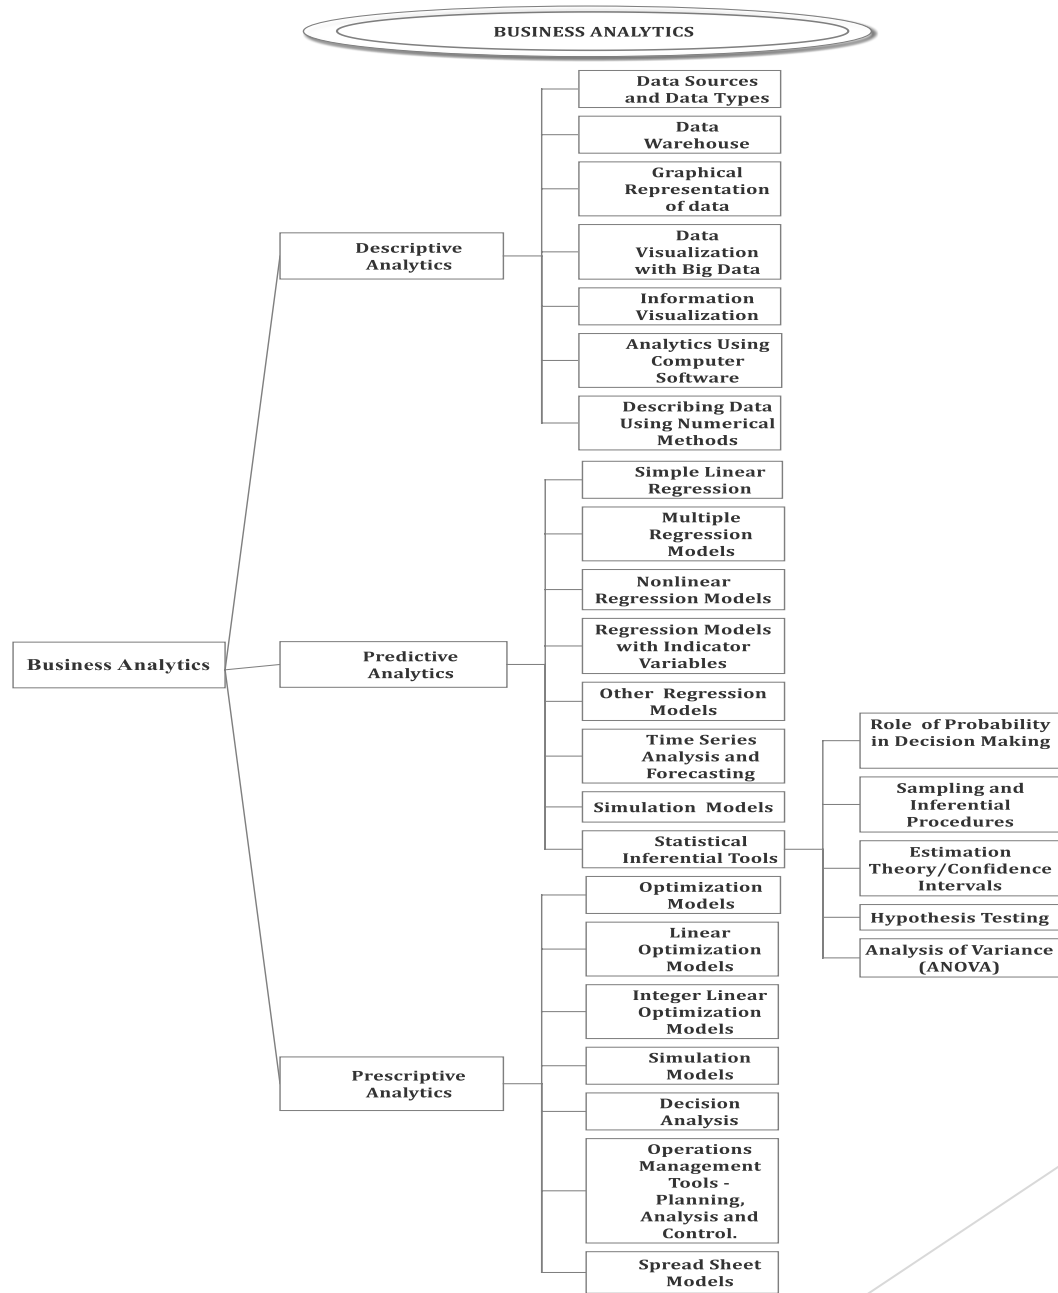 BUSINESS ANALYTICS
Data Sources
and Data Types
Data
Warehouse
Graphical
Representation
of data
Data
Visualization
with Big Data
Information
Visualization
Analytics Using
Computer
Software
Describing Data
Using Numerical
Methods
Descriptive
Analytics
Simple Linear
Regression
Multiple
Regression
Models
Nonlinear
Regression Models
Regression Models
with Indicator
Variables
Other Regression
Models
Time Series
Analysis and
Forecasting
Simulation Models
Statistical
Inferential Tools
Business Analytics
Predictive
Analytics
Role of Probability
in Decision Making
Sampling and
Inferential
Procedures
Estimation
Theory/Confidence
Intervals
Hypothesis Testing
Analysis of Variance
(ANOVA)
Optimization
Models
Linear
Optimization
Models
Integer Linear
Optimization
Models
Simulation
Models
Decision
Analysis
Operations
Management
Tools -
Planning,
Analysis and
Control.
Spread Sheet
Models
Prescriptive
Analytics